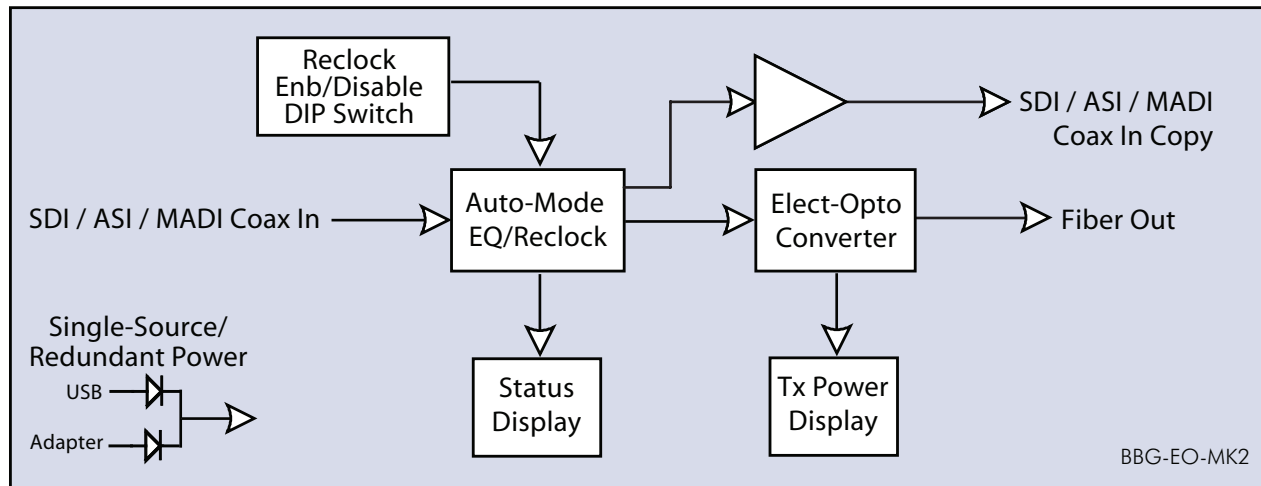 Reclock
Enb/Disable
DIP Switch
SDI / ASI / MADI
Coax In Copy
SDI / ASI / MADI Coax In
Auto-Mode
EQ/Reclock
Elect-Opto
Converter
Fiber Out
Single-Source/
Redundant Power
USB
Adapter
Status
Display
Tx Power
Display
BBG-EO-MK2